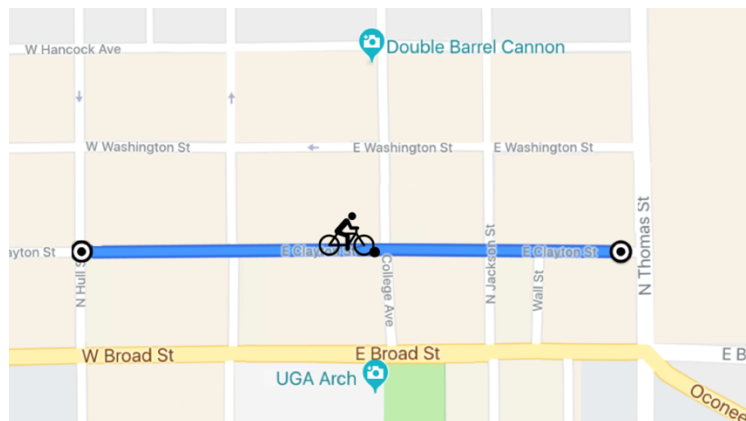 W Hancock Ave
Double Barrel Cannon
W Washington St
E Washington St
E Washington St
ayton St
E Clayton St
E Clayton St
N Hull S
College Ave
N Jackson St
Wall St
N Thomas St
W Broad St
E Broad St
E B
UGA Arch
Oconee